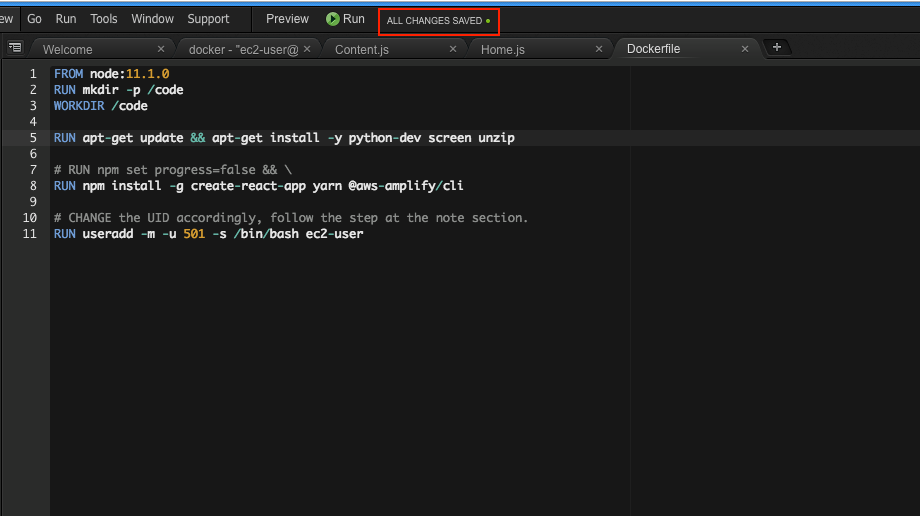 ew Go Run Tools Window Support Preview Run ALL CHANGES SAVED
Welcome × docker - "ec2-user@ × Content.js × Home.js × Dockerfile × +
1 FROM node:11.1.0
2 RUN mkdir -p /code
3 WORKDIR /code
4
5 RUN apt-get update && apt-get install -y python-dev screen unzip
6
7 # RUN npm set progress=false && \
8 RUN npm install -g create-react-app yarn @aws-amplify/cli
9
10 # CHANGE the UID accordingly, follow the step at the note section.
11 RUN useradd -m -u 501 -s /bin/bash ec2-user